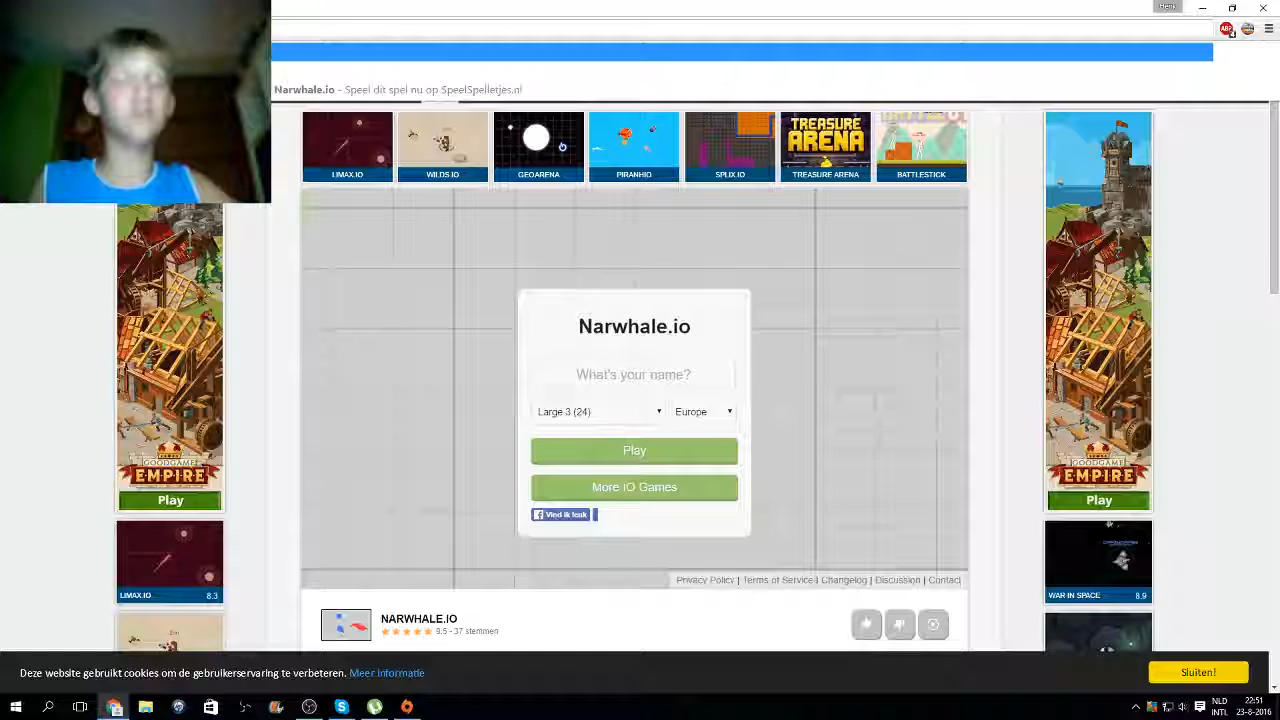 Narwhale.io - Speel dit spel nu op SpeelSpelletjes.nl
LIMAX.IO
WILDS IO
GEOARENA
PIRANHIO
SPLIX.IO
TREASURE ARENA
TREASURE ARENA
BATTLESTICK
Narwhale.io
What's your name?
Large 3 (24)
Europe
Play
More IO Games
Vind ik leuk
Privacy Policy | Terms of Service | Changelog | Discussion | Contact
GOODGAME
EMPIRE
Play
GOODGAME
EMPIRE
Play
LIMAX.IO 8.3
WAR IN SPACE 8.9
NARWHALE.IO
9.5 - 37 stemmen
Deze website gebruikt cookies om de gebruikerservaring te verbeteren. Meer informatie
Sluiten!
NLD
INTL
22:51
23-8-2016
ABP